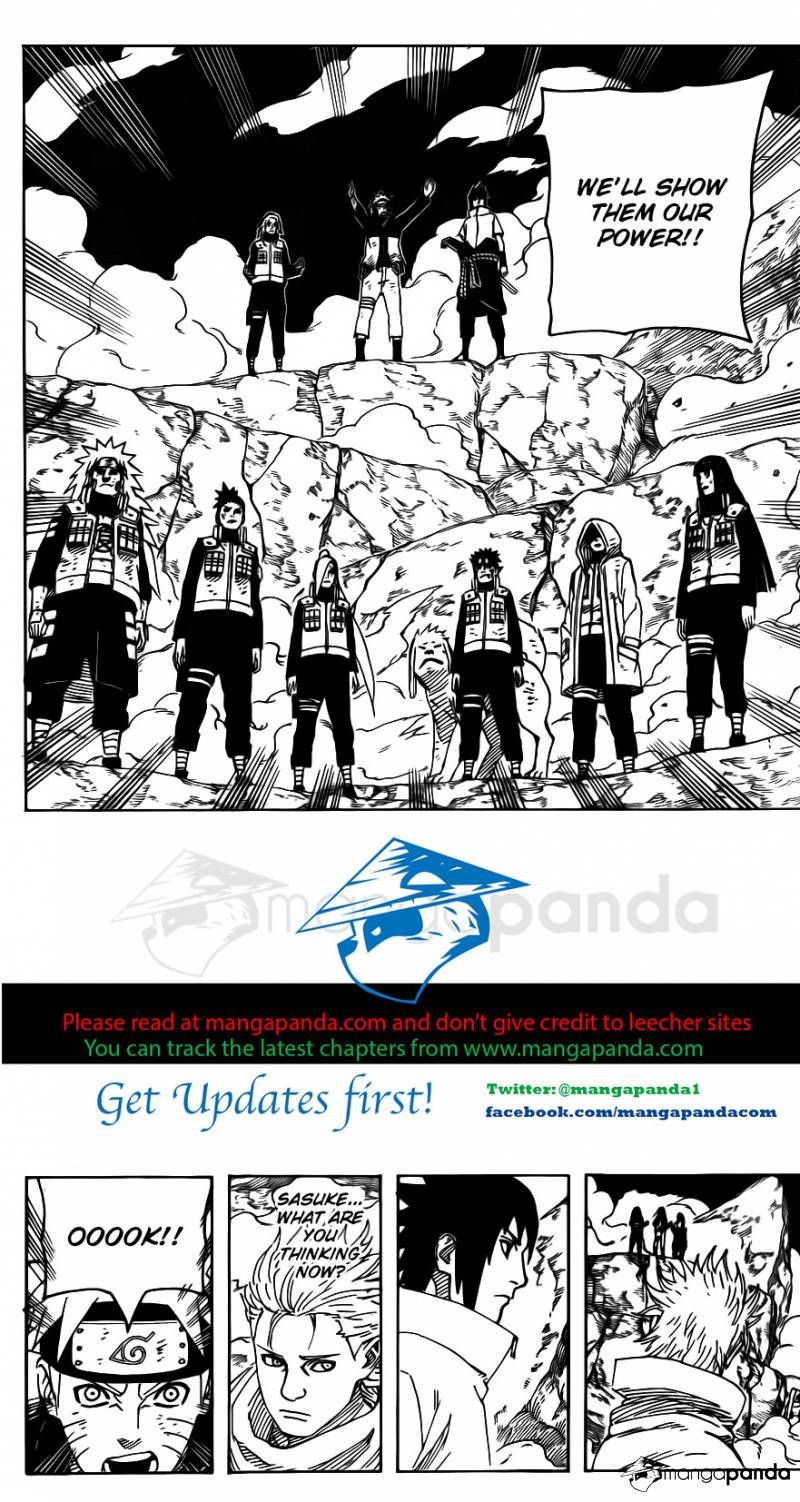 WE'LL SHOW
THEM OUR
POWER!!
mangapanda
Please read at mangapanda.com and don't give credit to leecher sites
You can track the latest chapters from www.mangapanda.com
Get Updates first!
Twitter: @mangapanda1
facebook.com/mangapandacom
OOOOK!!
SASUKE...
WHAT ARE
YOU
THINKING
NOW?
mangapanda